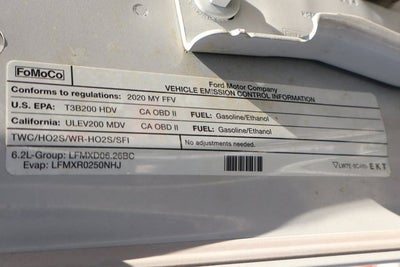 FoMoCo
Ford Motor Company
VEHICLE EMISSION CONTROL INFORMATION
Conforms to regulations: 2020 MY FFV
U.S. EPA: T3B200 HDV CA OBD II FUEL: Gasoline/Ethanol
California: ULEV200 MDV CA OBD II FUEL: Gasoline/Ethanol
TWC/HO2S/WR-HO2S/SFI No adjustments needed.
6.2L-Group: LFMXD06.26BC
Evap: LFMXR0250NHJ
EKT